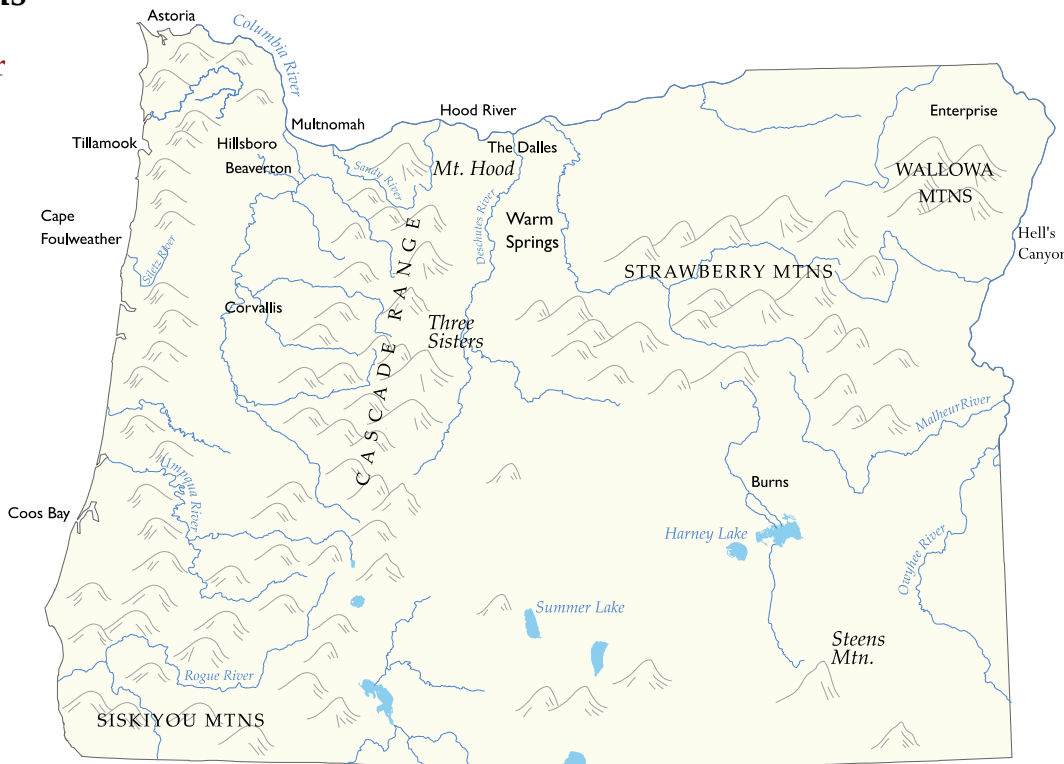 Astoria
Columbia River
Hood River
Multnomah
Enterprise
Tillamook
Hillsboro
The Dalles
Beaverton
Sandy River
Mt. Hood
WALLOWA
MTNS
Cape
Foulweather
Deschutes River
Warm
Springs
Hell's
Canyon
Siletz River
STRAWBERRY MTNS
Corvallis
CASCADE RANGE
Three
Sisters
MalheurRiver
Umpqua River
Burns
Coos Bay
Harney Lake
Owyhee River
Summer Lake
Steens
Mtn.
Rogue River
SISKIYOU MTNS